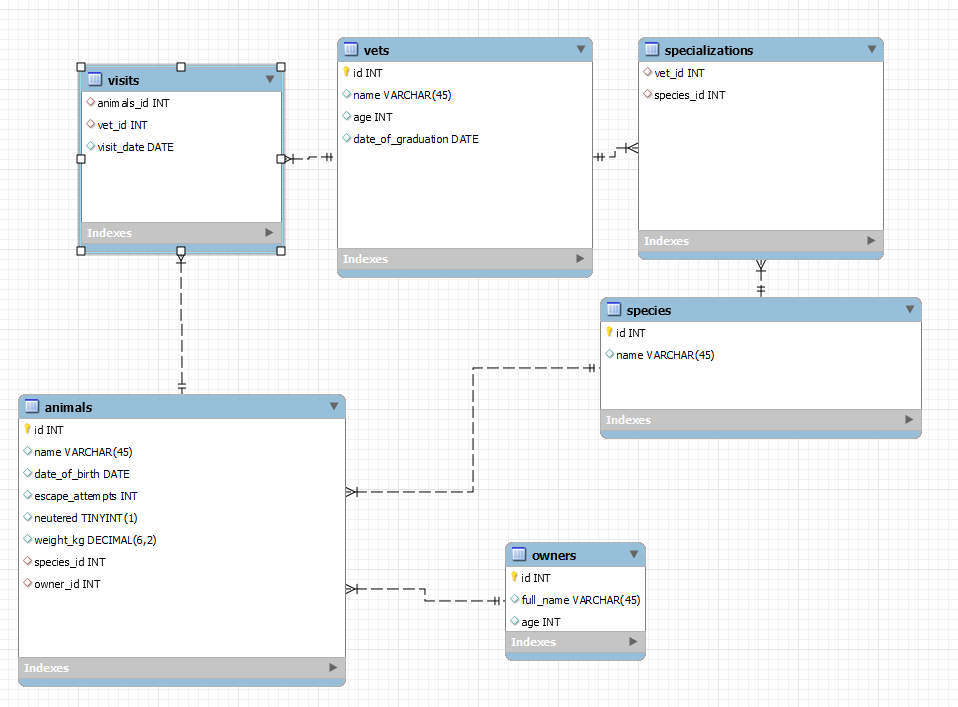 visits
animals_id INT
vet_id INT
visit_date DATE
Indexes
vets
id INT
name VARCHAR(45)
age INT
date_of_graduation DATE
Indexes
specializations
vet_id INT
species_id INT
Indexes
species
id INT
name VARCHAR(45)
Indexes
animals
id INT
name VARCHAR(45)
date_of_birth DATE
escape_attempts INT
neutered TINYINT(1)
weight_kg DECIMAL(6,2)
species_id INT
owner_id INT
Indexes
owners
id INT
full_name VARCHAR(45)
age INT
Indexes